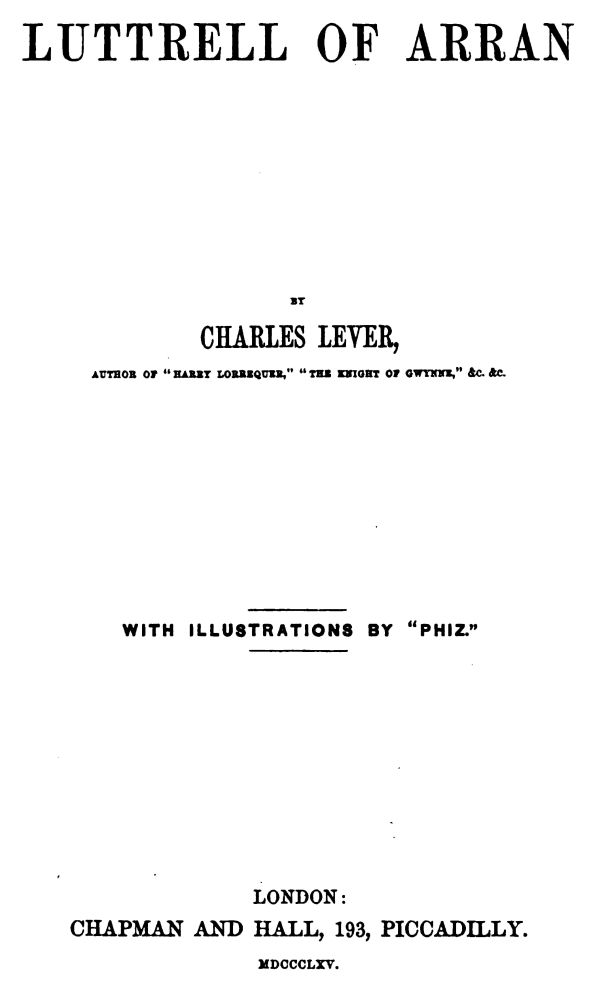 LUTTRELL OF ARRAN
BY
CHARLES LEVER,
AUTHOR OF "HARRY LORREQUER," "THE KNIGHT OF GWYNNE," &c. &c.
WITH ILLUSTRATIONS BY "PHIZ."
LONDON:
CHAPMAN AND HALL, 193, PICCADILLY.
MDCCCLXV.